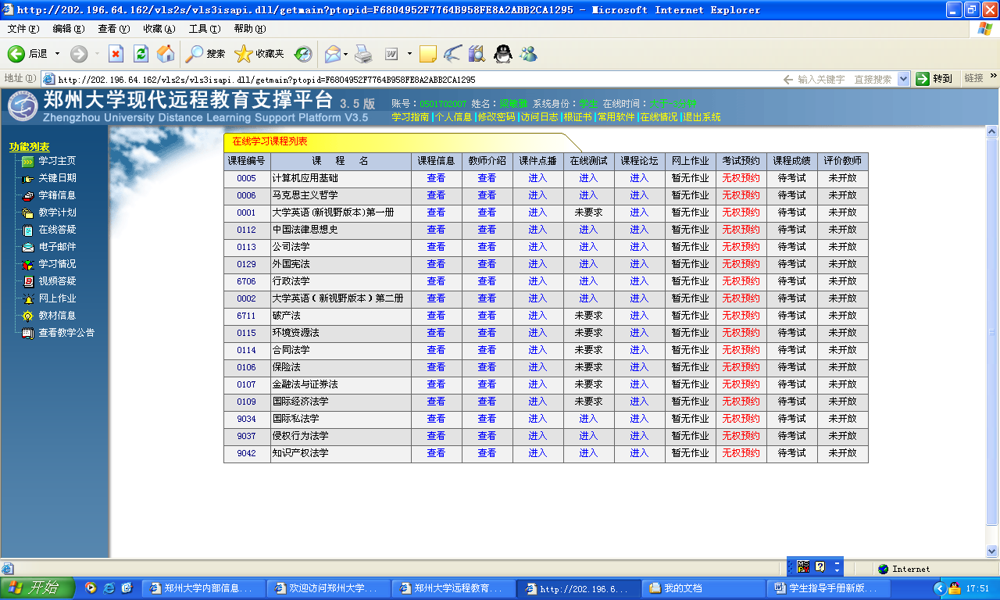 http://202.196.64.162/vls2s/vls3isapi.dll/getmain?ptopid=F6804952F7764B958FE8A2ABB2CA1295 - Microsoft Internet Explorer
文件(F) 编辑(E) 查看(V) 收藏(A) 工具(T) 帮助(H)
后退 搜索 收藏夹
地址(D) http://202.196.64.162/vls2s/vls3isapi.dll/getmain?ptopid=F6804952F7764B958FE8A2ABB2CA1295 输入关键字 直接搜索 转到 链接 »
郑州大学现代远程教育支撑平台 3.5 版
Zhengzhou University Distance Learning Support Platform V3.5
账号：0501702007 姓名： 系统身份：学生 在线时间：
学习指南|个人信息|修改密码|访问日志|根证书|常用软件|在线情况|退出系统
功能列表
学习主页
关键日期
学籍信息
教学计划
在线答疑
电子邮件
学习情况
视频答疑
网上作业
教材信息
查看教学公告
在线学习课程列表
课程编号 课 程 名 课程信息 教师介绍 课件点播 在线测试 课程论坛 网上作业 考试预约 课程成绩 评价教师
0005 计算机应用基础 查看 查看 进入 进入 进入 暂无作业 无权预约 待考试 未开放
0006 马克思主义哲学 查看 查看 进入 进入 进入 暂无作业 无权预约 待考试 未开放
0001 大学英语(新视野版本)第一册 查看 查看 进入 未要求 进入 暂无作业 无权预约 待考试 未开放
0112 中国法律思想史 查看 查看 进入 进入 进入 暂无作业 无权预约 待考试 未开放
0113 公司法学 查看 查看 进入 进入 进入 暂无作业 无权预约 待考试 未开放
0129 外国宪法 查看 查看 进入 进入 进入 暂无作业 无权预约 待考试 未开放
6706 行政法学 查看 查看 进入 进入 进入 暂无作业 无权预约 待考试 未开放
0002 大学英语（新视野版本）第二册 查看 查看 进入 进入 进入 暂无作业 无权预约 待考试 未开放
6711 破产法 查看 查看 进入 未要求 进入 暂无作业 无权预约 待考试 未开放
0115 环境资源法 查看 查看 进入 未要求 进入 暂无作业 无权预约 待考试 未开放
0114 合同法学 查看 查看 进入 未要求 进入 暂无作业 无权预约 待考试 未开放
0106 保险法 查看 查看 进入 未要求 进入 暂无作业 无权预约 待考试 未开放
0107 金融法与证券法 查看 查看 进入 未要求 进入 暂无作业 无权预约 待考试 未开放
0109 国际经济法学 查看 查看 进入 未要求 进入 暂无作业 无权预约 待考试 未开放
9034 国际私法学 查看 查看 进入 进入 进入 暂无作业 无权预约 待考试 未开放
9037 侵权行为法学 查看 查看 进入 进入 进入 暂无作业 无权预约 待考试 未开放
9042 知识产权法学 查看 查看 进入 进入 进入 暂无作业 无权预约 待考试 未开放
Internet
开始 郑州大学内部信息... 欢迎访问郑州大学... 郑州大学远程教育... http://202.196.6... 我的文档 学生指导手册新版... 17:51